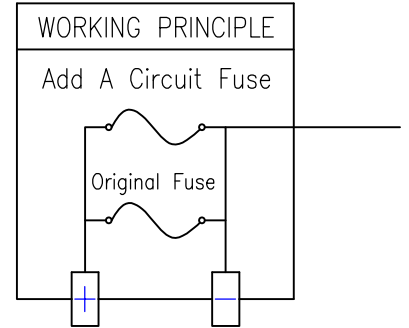 WORKING PRINCIPLE
Add A Circuit Fuse
Original Fuse
+
-